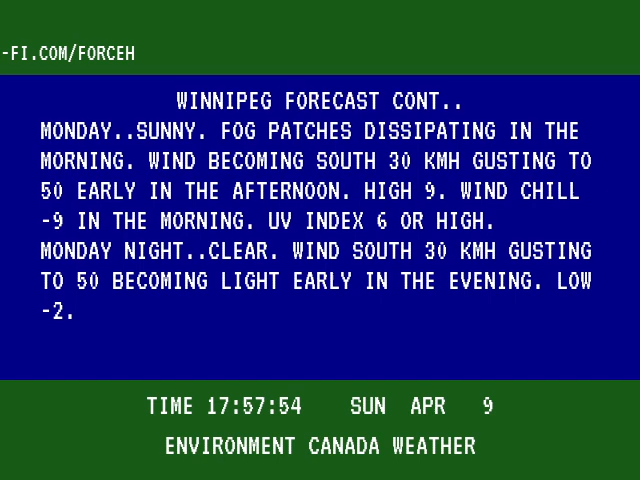 -FI.COM/FORCEH
WINNIPEG FORECAST CONT..
MONDAY..SUNNY. FOG PATCHES DISSIPATING IN THE
MORNING. WIND BECOMING SOUTH 30 KMH GUSTING TO
50 EARLY IN THE AFTERNOON. HIGH 9. WIND CHILL
-9 IN THE MORNING. UV INDEX 6 OR HIGH.
MONDAY NIGHT..CLEAR. WIND SOUTH 30 KMH GUSTING
TO 50 BECOMING LIGHT EARLY IN THE EVENING. LOW
-2.
TIME 17:57:54 SUN APR 9
ENVIRONMENT CANADA WEATHER